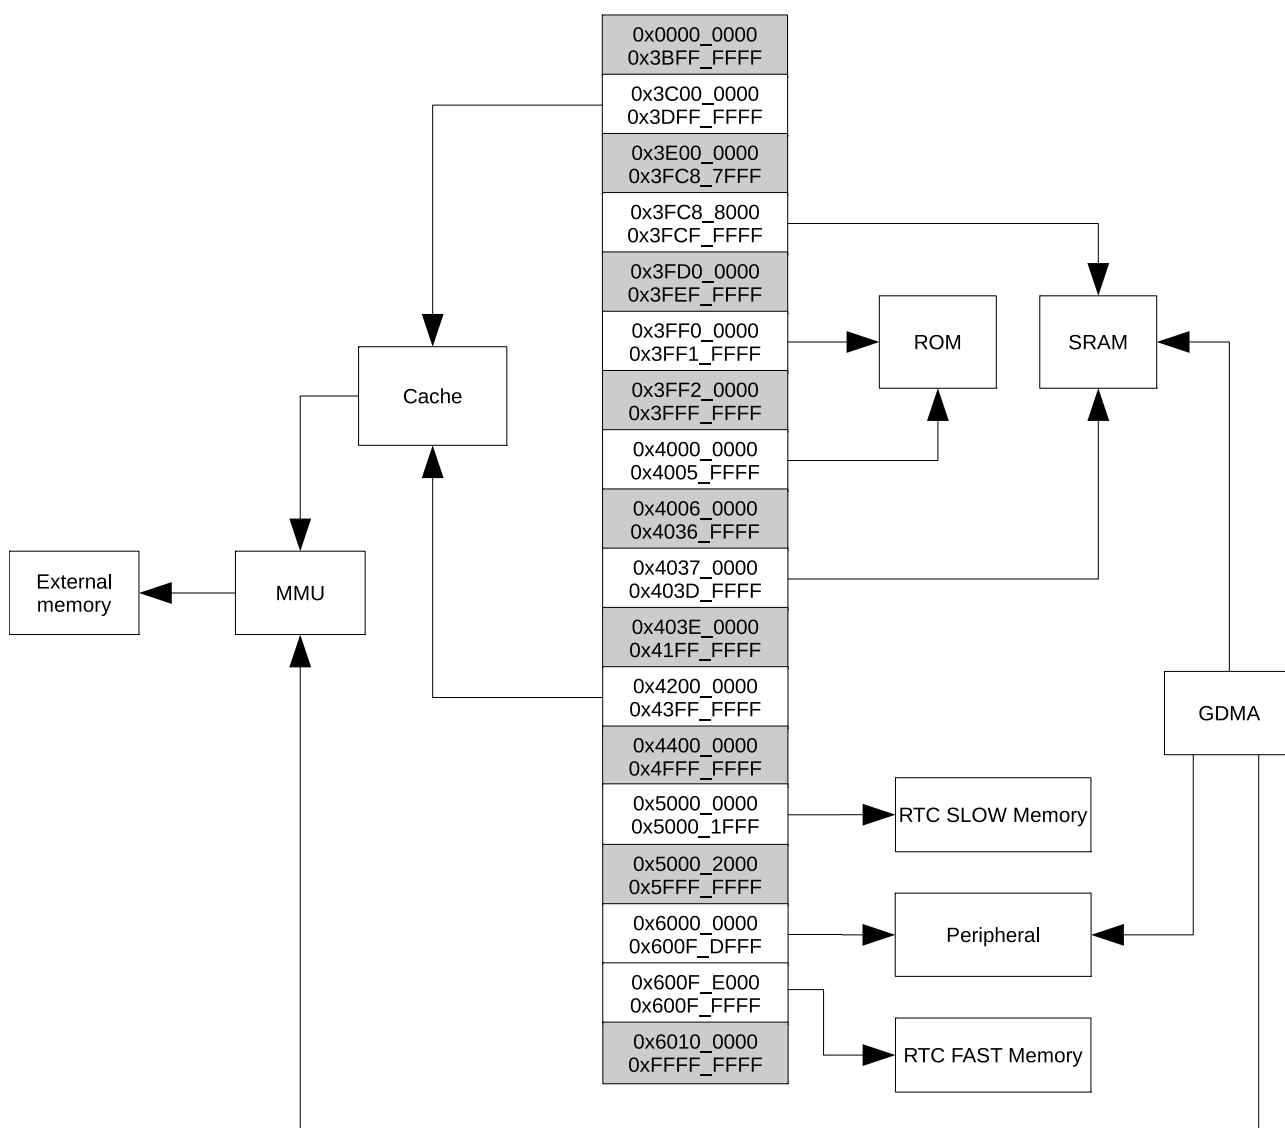 0x0000_0000
0x3BFF_FFFF
0x3C00_0000
0x3DFF_FFFF
0x3E00_0000
0x3FC8_7FFF
0x3FC8_8000
0x3FCF_FFFF
0x3FD0_0000
0x3FEF_FFFF
0x3FF0_0000
0x3FF1_FFFF
0x3FF2_0000
0x3FFF_FFFF
0x4000_0000
0x4005_FFFF
0x4006_0000
0x4036_FFFF
0x4037_0000
0x403D_FFFF
0x403E_0000
0x41FF_FFFF
0x4200_0000
0x43FF_FFFF
0x4400_0000
0x4FFF_FFFF
0x5000_0000
0x5000_1FFF
0x5000_2000
0x5FFF_FFFF
0x6000_0000
0x600F_DFFF
0x600F_E000
0x600F_FFFF
0x6010_0000
0xFFFF_FFFF
Cache
MMU
External
memory
ROM
SRAM
GDMA
RTC SLOW Memory
Peripheral
RTC FAST Memory